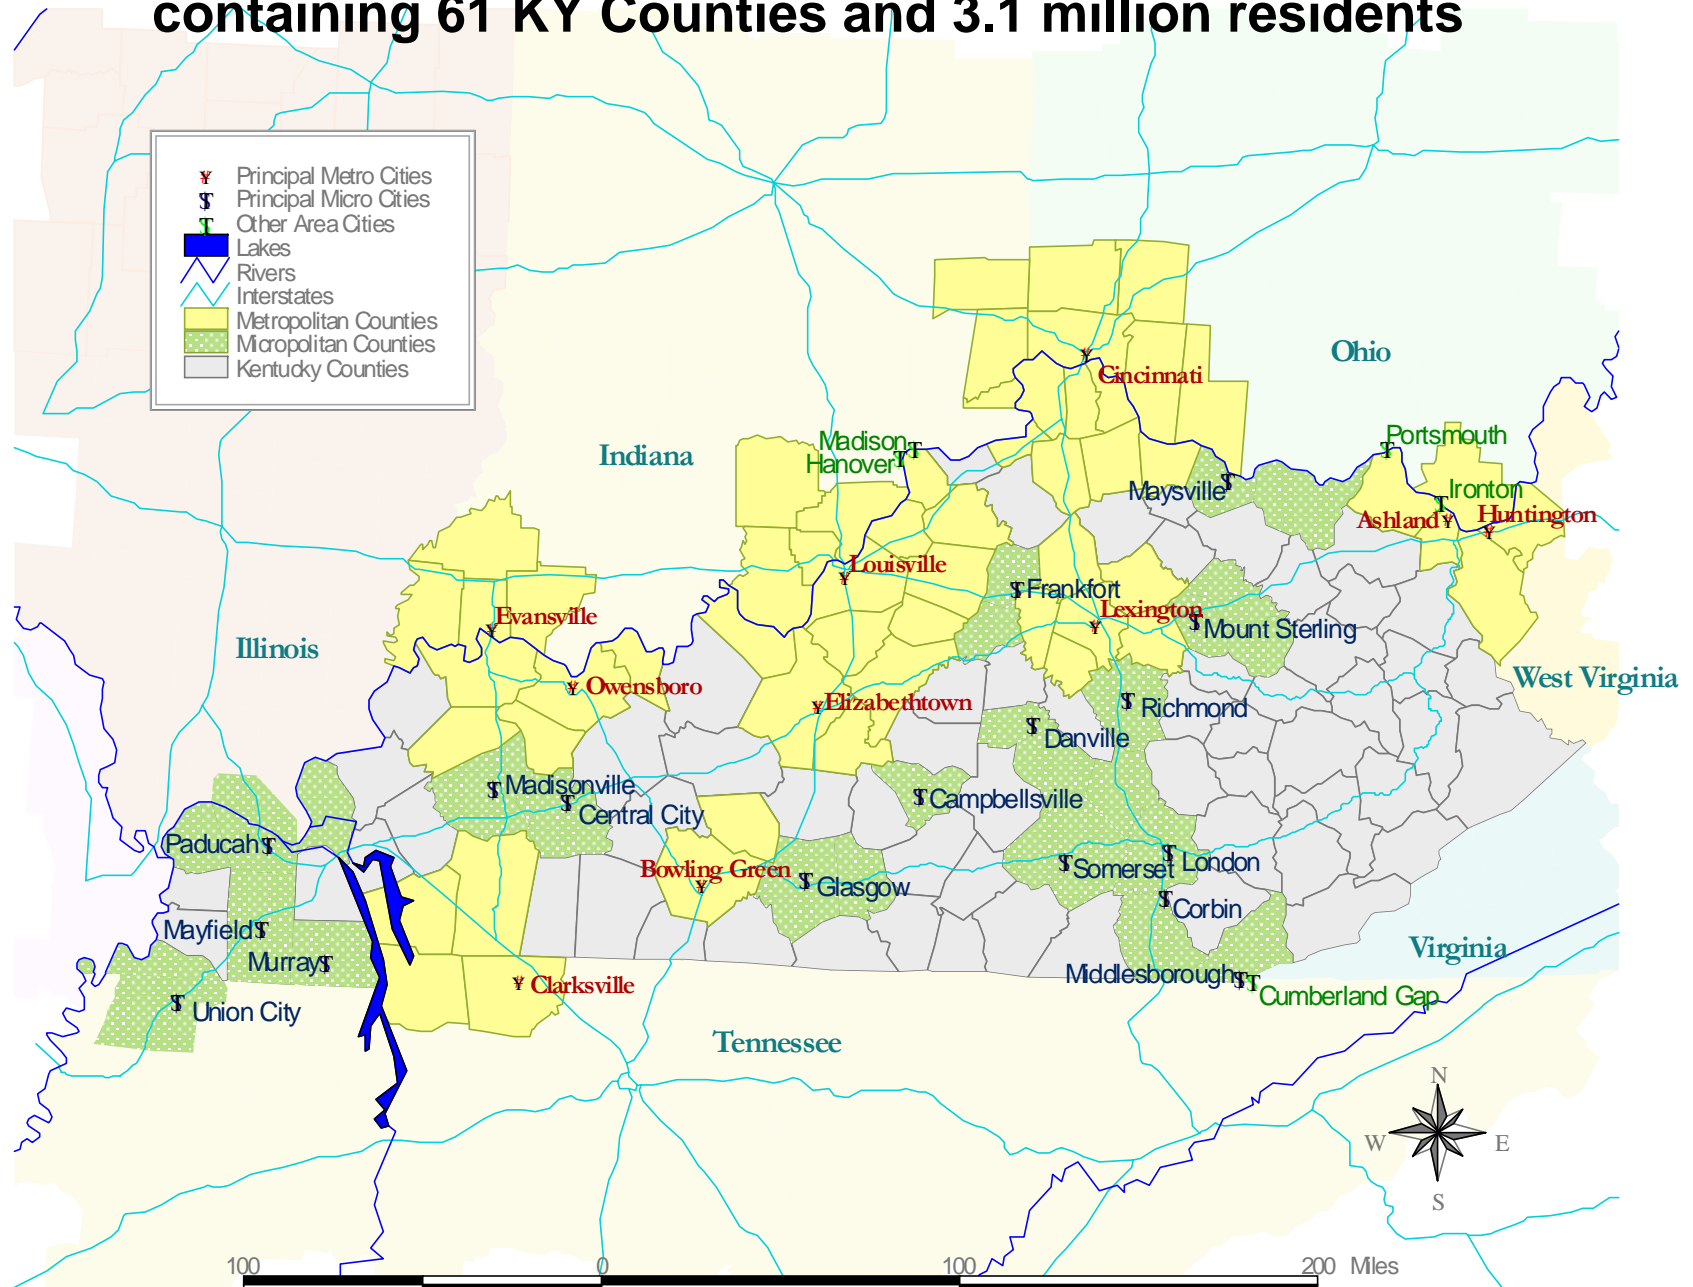 containing 61 KY Counties and 3.1 million residents
Principal Metro Cities
Principal Micro Cities
Other Area Cities
Lakes
Rivers
Interstates
Metropolitan Counties
Micropolitan Counties
Kentucky Counties
Ohio
Cincinnati
Indiana
Madison
Hanover
Portsmouth
Maysville
Ironton
Ashland
Huntington
Louisville
Frankfort
Lexington
Evansville
Mount Sterling
Illinois
West Virginia
Owensboro
Elizabethtown
Richmond
Danville
Madisonville
Central City
Campbellsville
Paducah
Bowling Green
Glasgow
Somerset
London
Corbin
Mayfield
Murray
Virginia
Middlesborough
Cumberland Gap
Union City
Clarksville
Tennessee
N
W
E
S
100
0
100
200
Miles